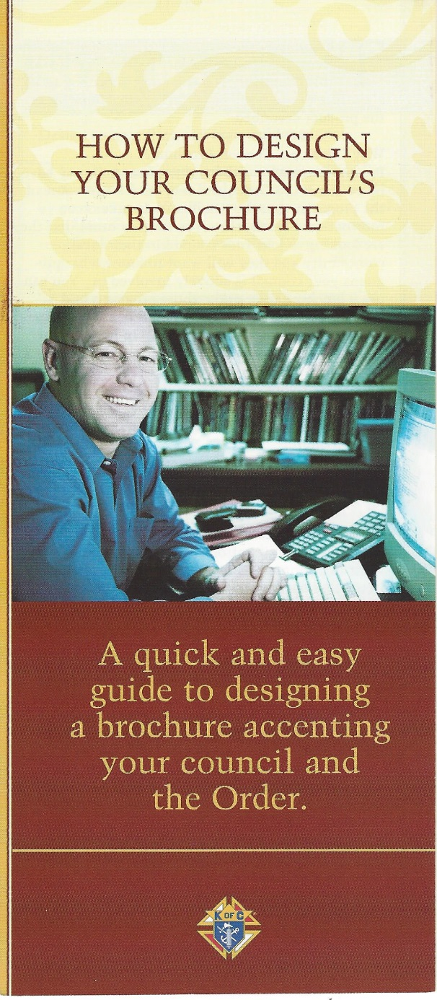 HOW TO DESIGN
YOUR COUNCIL'S
BROCHURE
A quick and easy
guide to designing
a brochure accenting
your council and
the Order.
K OF C